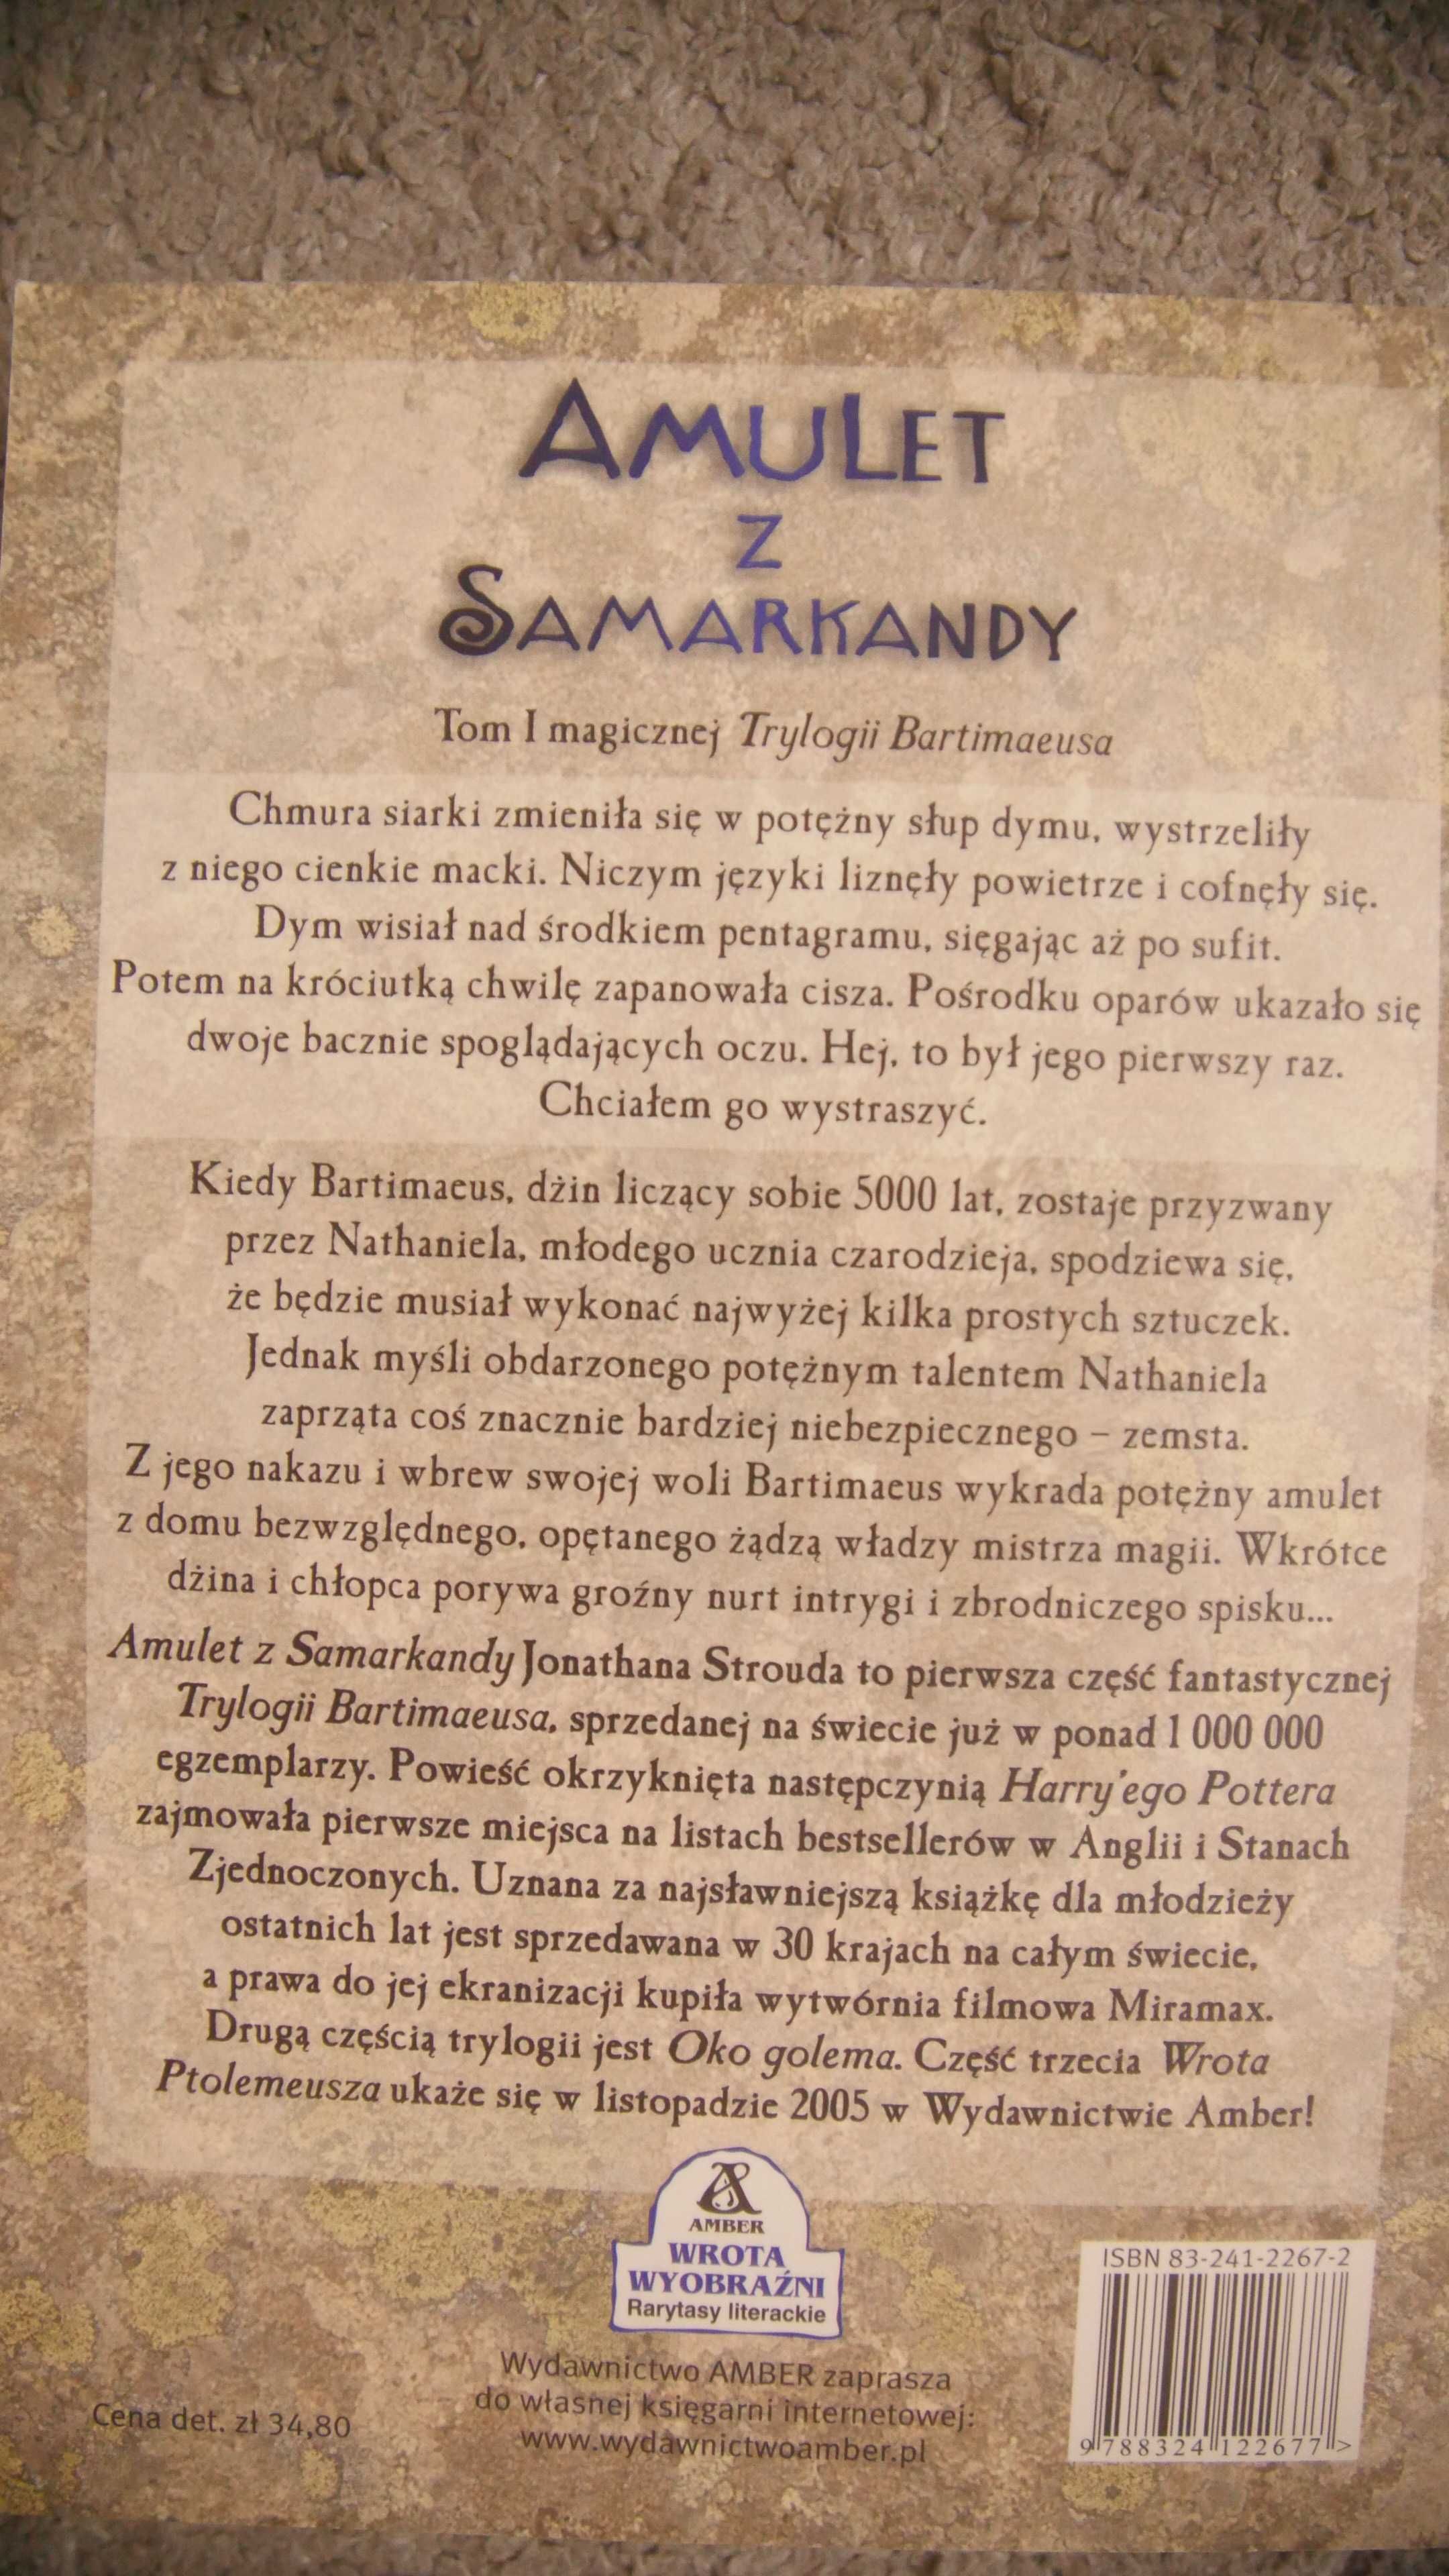 AMULET
Z
SAMARKANDY
Tom I magicznej Trylogii Bartimaeusa
Chmura siarki zmieniła się w potężny słup dymu, wystrzeliły
z niego cienkie macki. Niczym języki liznęły powietrze i cofnęły się.
Dym wisiał nad środkiem pentagramu, sięgając aż po sufit.
Potem na króciutką chwilę zapanowała cisza. Pośrodku oparów ukazało się
dwoje bacznie spoglądających oczu. Hej, to był jego pierwszy raz.
Chciałem go wystraszyć.
Kiedy Bartimaeus, dżin liczący sobie 5000 lat, zostaje przyzwany
przez Nathaniela, młodego ucznia czarodzieja, spodziewa się,
że będzie musiał wykonać najwyżej kilka prostych sztuczek.
Jednak myśli obdarzonego potężnym talentem Nathaniela
zaprząta coś znacznie bardziej niebezpiecznego – zemsta.
Z jego nakazu i wbrew swojej woli Bartimaeus wykrada potężny amulet
z domu bezwzględnego, opętanego żądzą władzy mistrza magii. Wkrótce
dżina i chłopca porywa groźny nurt intrygi i zbrodniczego spisku...
Amulet z Samarkandy Jonathana Strouda to pierwsza część fantastycznej
Trylogii Bartimaeusa, sprzedanej na świecie już w ponad 1 000 000
egzemplarzy. Powieść okrzyknięta następczynią Harry'ego Pottera
zajmowała pierwsze miejsca na listach bestsellerów w Anglii i Stanach
Zjednoczonych. Uznana za najsławniejszą książkę dla młodzieży
ostatnich lat jest sprzedawana w 30 krajach na całym świecie,
a prawa do jej ekranizacji kupiła wytwórnia filmowa Miramax.
Drugą częścią trylogii jest Oko golema. Część trzecia Wrota
Ptolemeusza ukaże się w listopadzie 2005 w Wydawnictwie Amber!
AMBER
WROTA
WYOBRAŹNI
Rarytasy literackie
ISBN 83-241-2267-2
9 788324 122677 >
Wydawnictwo AMBER zaprasza
do własnej księgarni internetowej:
www.wydawnictwoamber.pl
Cena det. zł 34,80